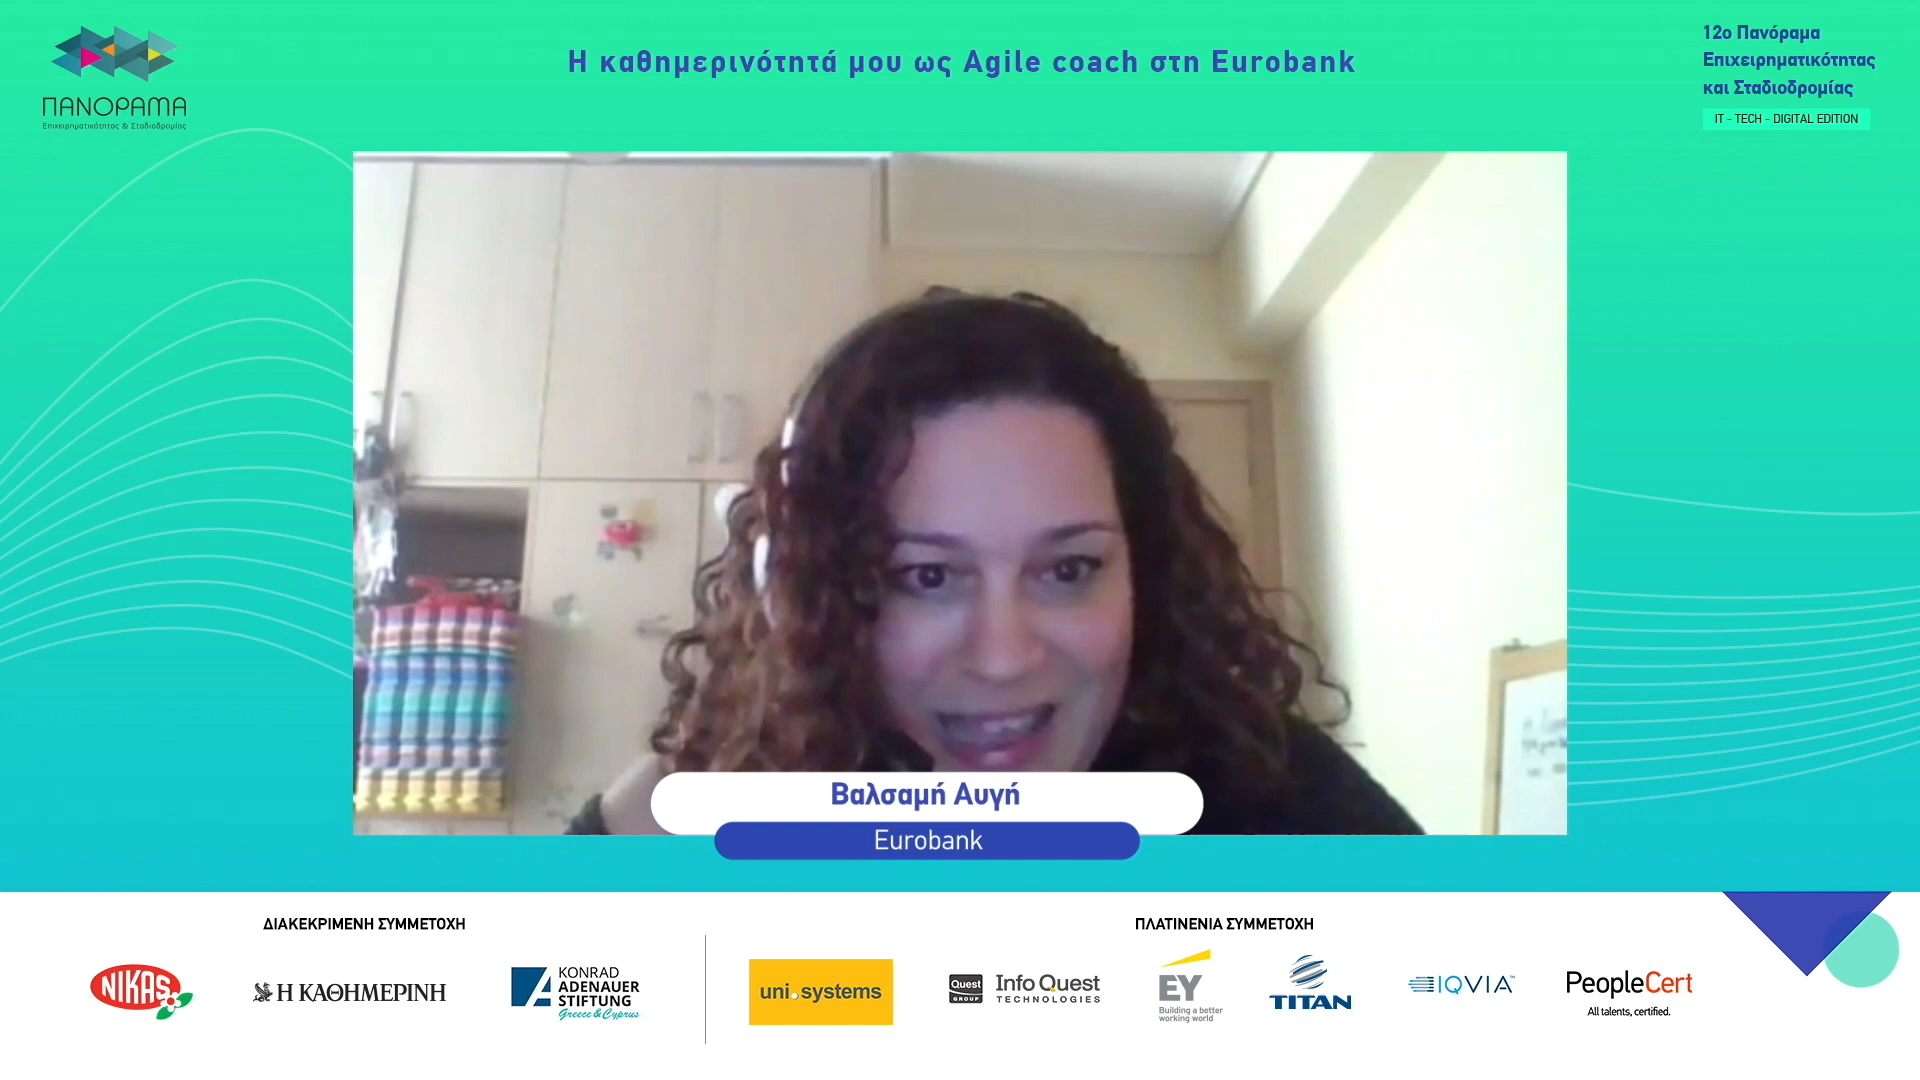 ΠΑΝΟΡΑΜΑ
Επιχειρηματικότητας & Σταδιοδρομίας
Η καθημερινότητά μου ως Agile coach στη Eurobank
12ο Πανόραμα
Επιχειρηματικότητας
και Σταδιοδρομίας
IT - TECH - DIGITAL EDITION
Βαλσαμή Αυγή
Eurobank
ΔΙΑΚΕΚΡΙΜΕΝΗ ΣΥΜΜΕΤΟΧΗ
NIKAS
Η ΚΑΘΗΜΕΡΙΝΗ
KONRAD
ADENAUER
STIFTUNG
Greece & Cyprus
ΠΛΑΤΙΝΕΝΙΑ ΣΥΜΜΕΤΟΧΗ
uni.systems
Quest
GROUP
Info Quest
TECHNOLOGIES
EY
Building a better
working world
TITAN
IQVIA™
PeopleCert
All talents, certified.